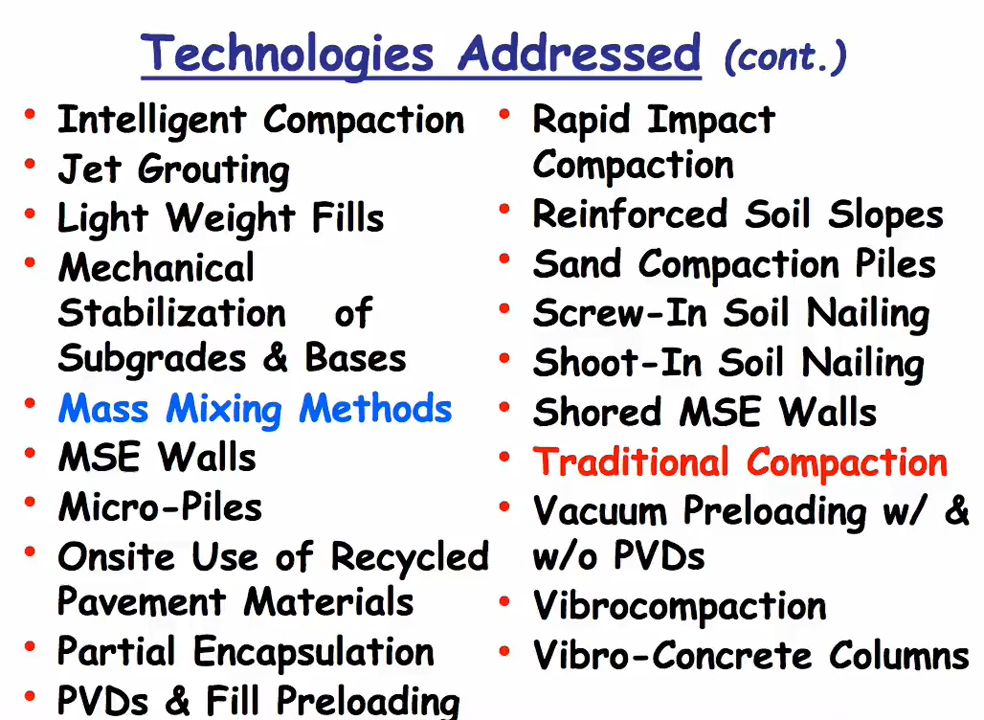 Technologies Addressed (cont.)
• Intelligent Compaction
• Jet Grouting
• Light Weight Fills
• Mechanical
Stabilization of
Subgrades & Bases
• Mass Mixing Methods
• MSE Walls
• Micro-Piles
• Onsite Use of Recycled
Pavement Materials
• Partial Encapsulation
• PVDs & Fill Preloading
• Rapid Impact
Compaction
• Reinforced Soil Slopes
• Sand Compaction Piles
• Screw-In Soil Nailing
• Shoot-In Soil Nailing
• Shored MSE Walls
• Traditional Compaction
• Vacuum Preloading w/ &
w/o PVDs
• Vibrocompaction
• Vibro-Concrete Columns